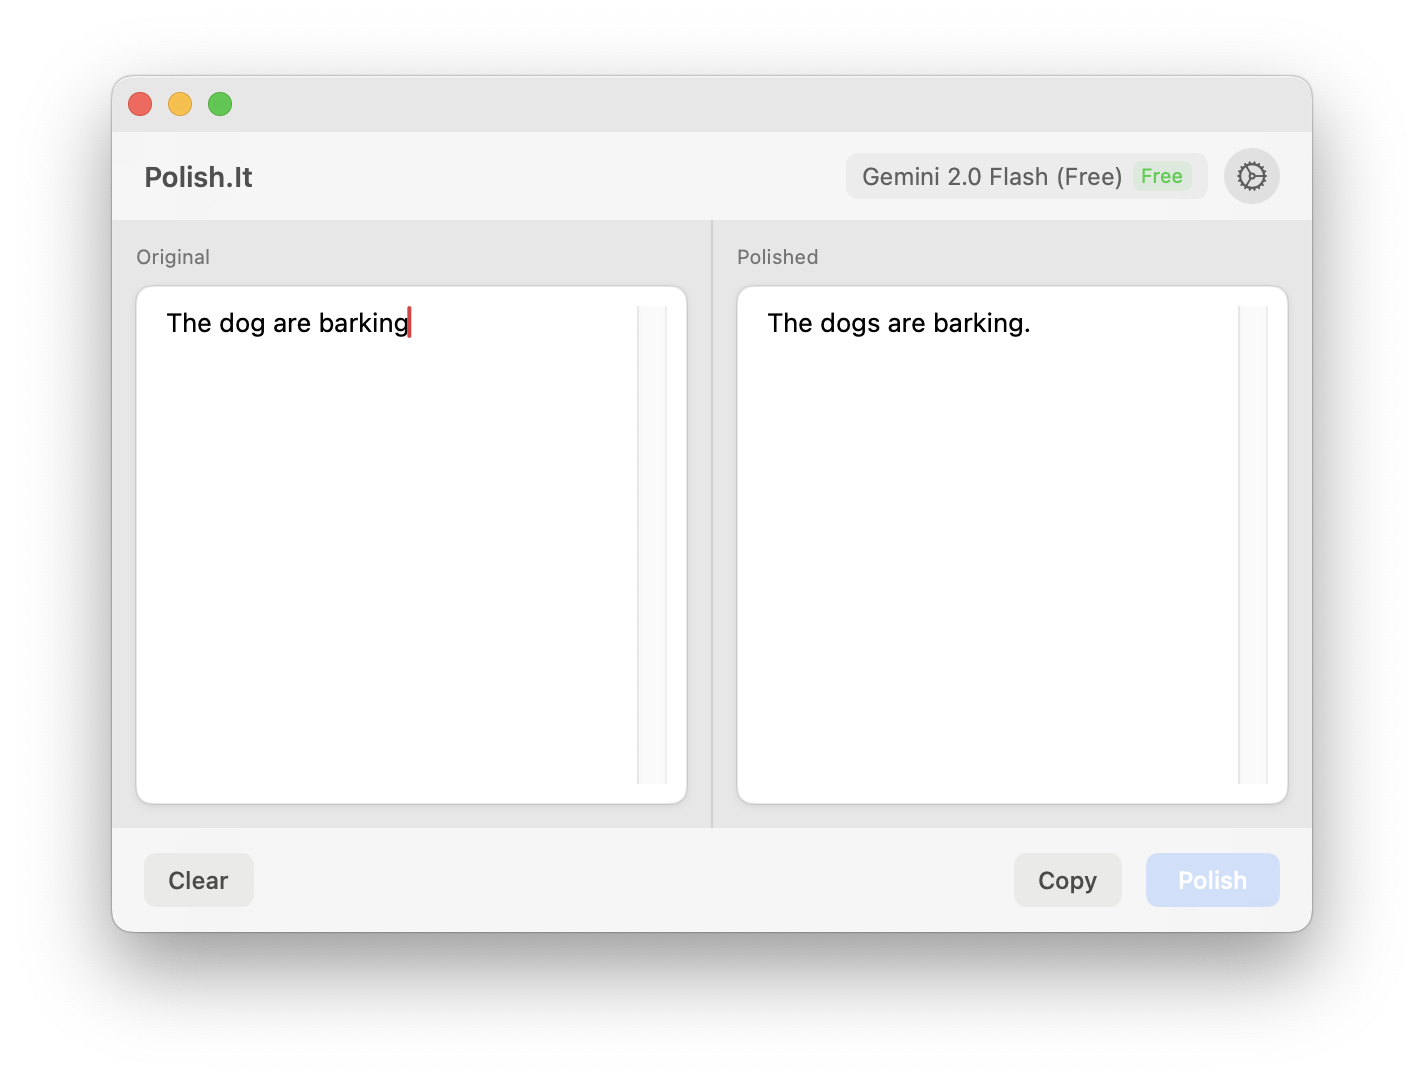 Polish.It
Gemini 2.0 Flash (Free) Free
Original
The dog are barking
Polished
The dogs are barking.
Clear
Copy
Polish